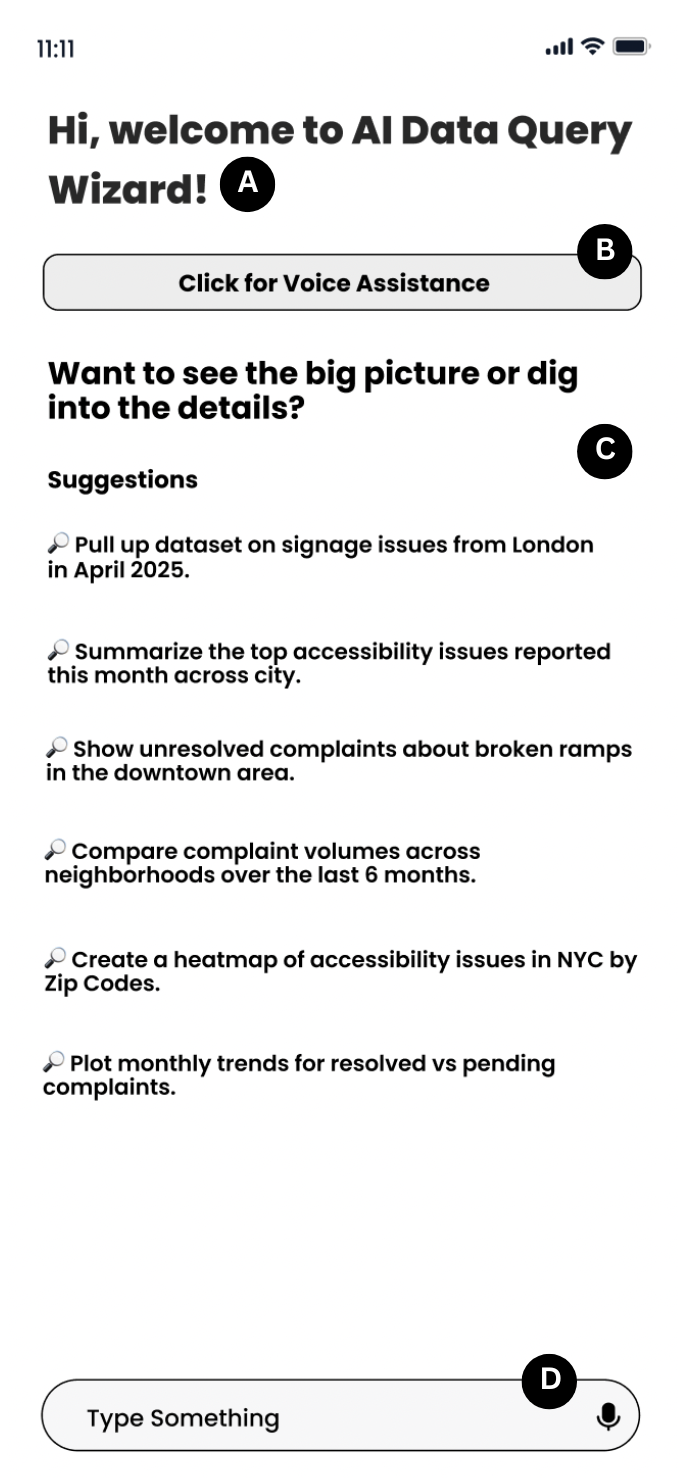 11:11
Hi, welcome to AI Data Query
Wizard! A
B
Click for Voice Assistance
Want to see the big picture or dig
into the details?
C
Suggestions
🔎 Pull up dataset on signage issues from London
in April 2025.
🔎 Summarize the top accessibility issues reported
this month across city.
🔎 Show unresolved complaints about broken ramps
in the downtown area.
🔎 Compare complaint volumes across
neighborhoods over the last 6 months.
🔎 Create a heatmap of accessibility issues in NYC by
Zip Codes.
🔎 Plot monthly trends for resolved vs pending
complaints.
D
Type Something